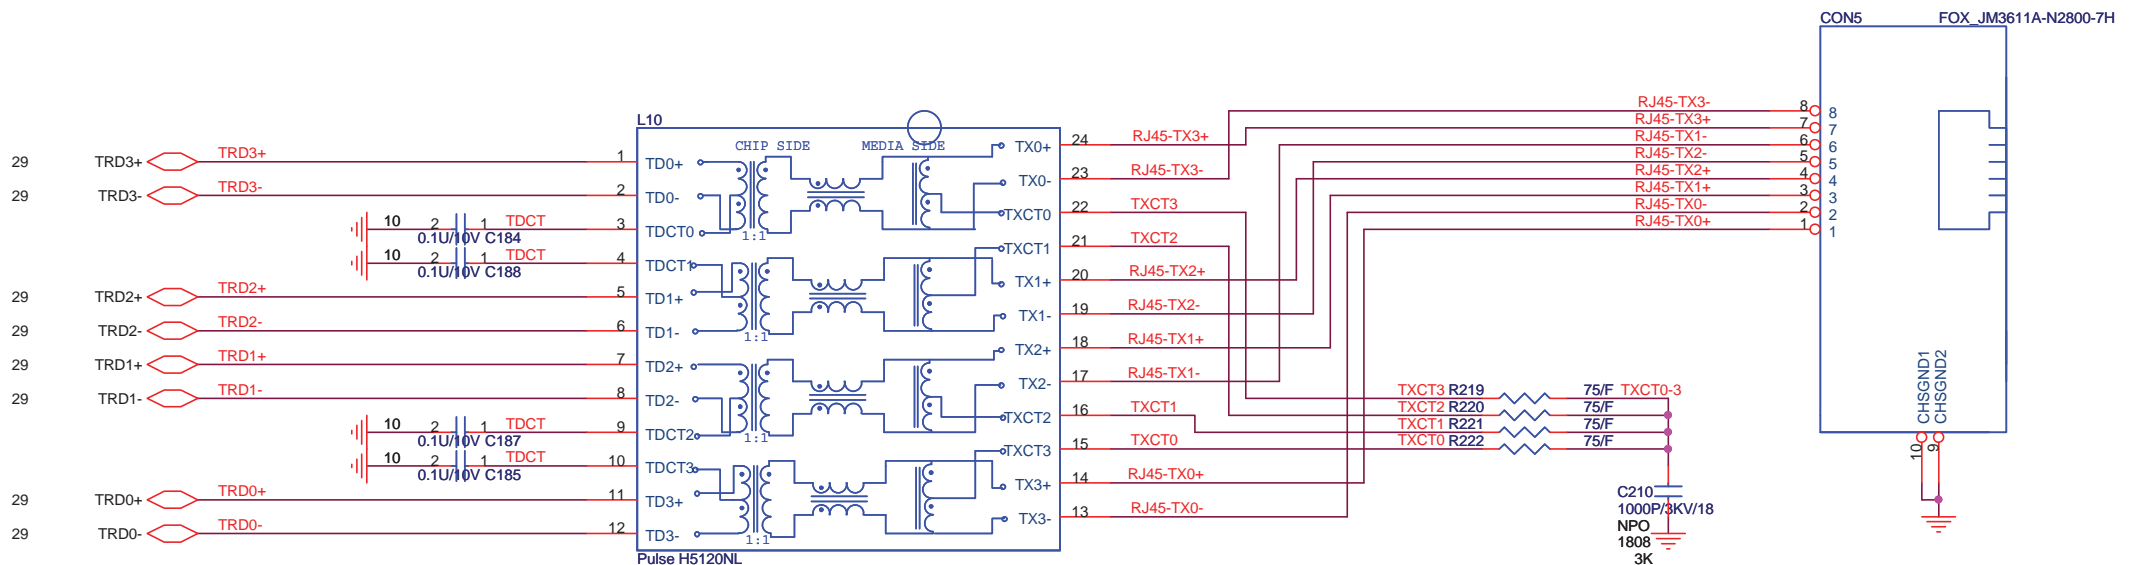 CON5 FOX_JM3611A-N2800-7H
L10
CHIP SIDE MEDIA SIDE
29 TRD3+ TRD3+ 1 TD0+
29 TRD3- TRD3- 2 TD0-
10 2 1 TDCT 3 TDCT0
0.1U/10V C184
10 2 1 TDCT 4 TDCT1
0.1U/10V C188
29 TRD2+ TRD2+ 5 TD1+
29 TRD2- TRD2- 6 TD1-
29 TRD1+ TRD1+ 7 TD2+
29 TRD1- TRD1- 8 TD2-
10 2 1 TDCT 9 TDCT2
0.1U/10V C187
10 2 1 TDCT 10 TDCT3
0.1U/10V C185
29 TRD0+ TRD0+ 11 TD3+
29 TRD0- TRD0- 12 TD3-
1:1
1:1
1:1
1:1
Pulse H5120NL
TX0+ 24 RJ45-TX3+
TX0- 23 RJ45-TX3-
TXCT0 22 TXCT3
TXCT1 21 TXCT2
TX1+ 20 RJ45-TX2+
TX1- 19 RJ45-TX2-
TX2+ 18 RJ45-TX1+
TX2- 17 RJ45-TX1-
TXCT2 16 TXCT1
TXCT3 15 TXCT0
TX3+ 14 RJ45-TX0+
TX3- 13 RJ45-TX0-
RJ45-TX3- 8 8
RJ45-TX3+ 7 7
RJ45-TX1- 6 6
RJ45-TX2- 5 5
RJ45-TX2+ 4 4
RJ45-TX1+ 3 3
RJ45-TX0- 2 2
RJ45-TX0+ 1 1
TXCT3 R219 75/F TXCT0-3
TXCT2 R220 75/F
TXCT1 R221 75/F
TXCT0 R222 75/F
C210
1000P/3KV/18
NPO
1808
3K
CHSGND1
CHSGND2
10
9